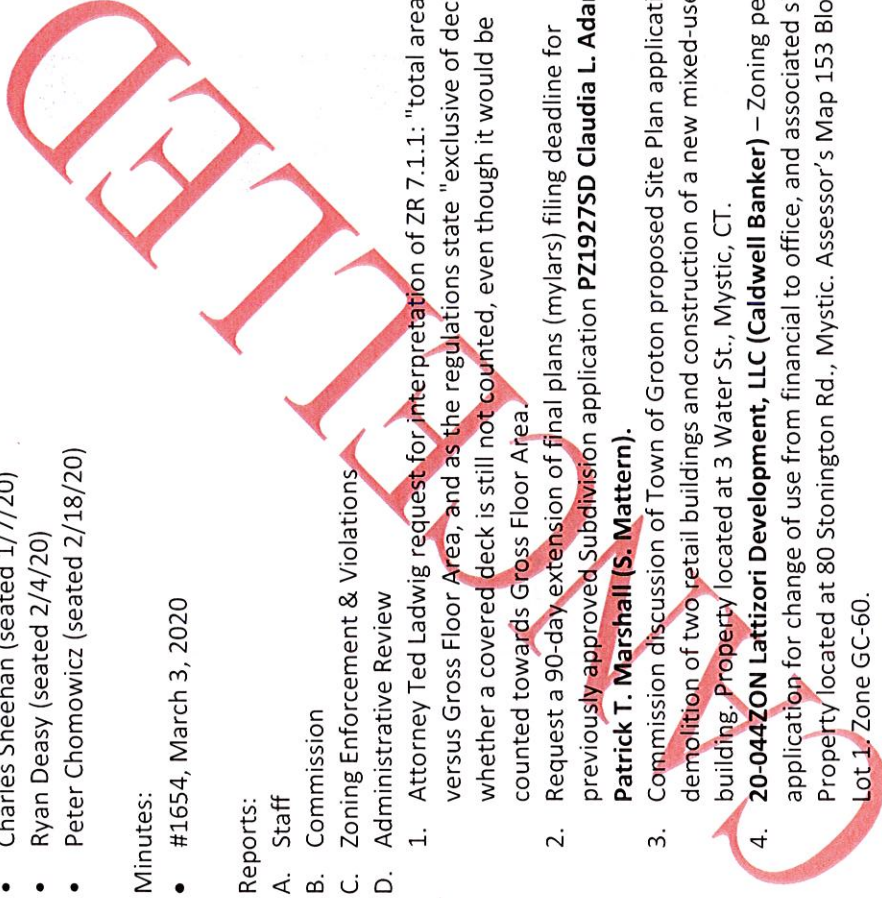 • Charles Sheehan (seated 1/7/20)
• Ryan Deasy (seated 2/4/20)
• Peter Chomowicz (seated 2/18/20)
Minutes:
• #1654, March 3, 2020
Reports:
A. Staff
B. Commission
C. Zoning Enforcement & Violations
D. Administrative Review
1. Attorney Ted Ladwig request for interpretation of ZR 7.1.1: "total area
versus Gross Floor Area, and as the regulations state "exclusive of dec
whether a covered deck is still not counted, even though it would be
counted towards Gross Floor Area.
2. Request a 90-day extension of final plans (mylars) filing deadline for
previously approved Subdivision application PZ1927SD Claudia L. Adar
Patrick T. Marshall (S. Mattern).
3. Commission discussion of Town of Groton proposed Site Plan applicati
demolition of two retail buildings and construction of a new mixed-use
building. Property located at 3 Water St., Mystic, CT.
4. 20-044ZON Lattizori Development, LLC (Caldwell Banker) – Zoning pe
application for change of use from financial to office, and associated s
Property located at 80 Stonington Rd., Mystic. Assessor's Map 153 Blo
Lot 1, Zone GC-60.
CANCELLED